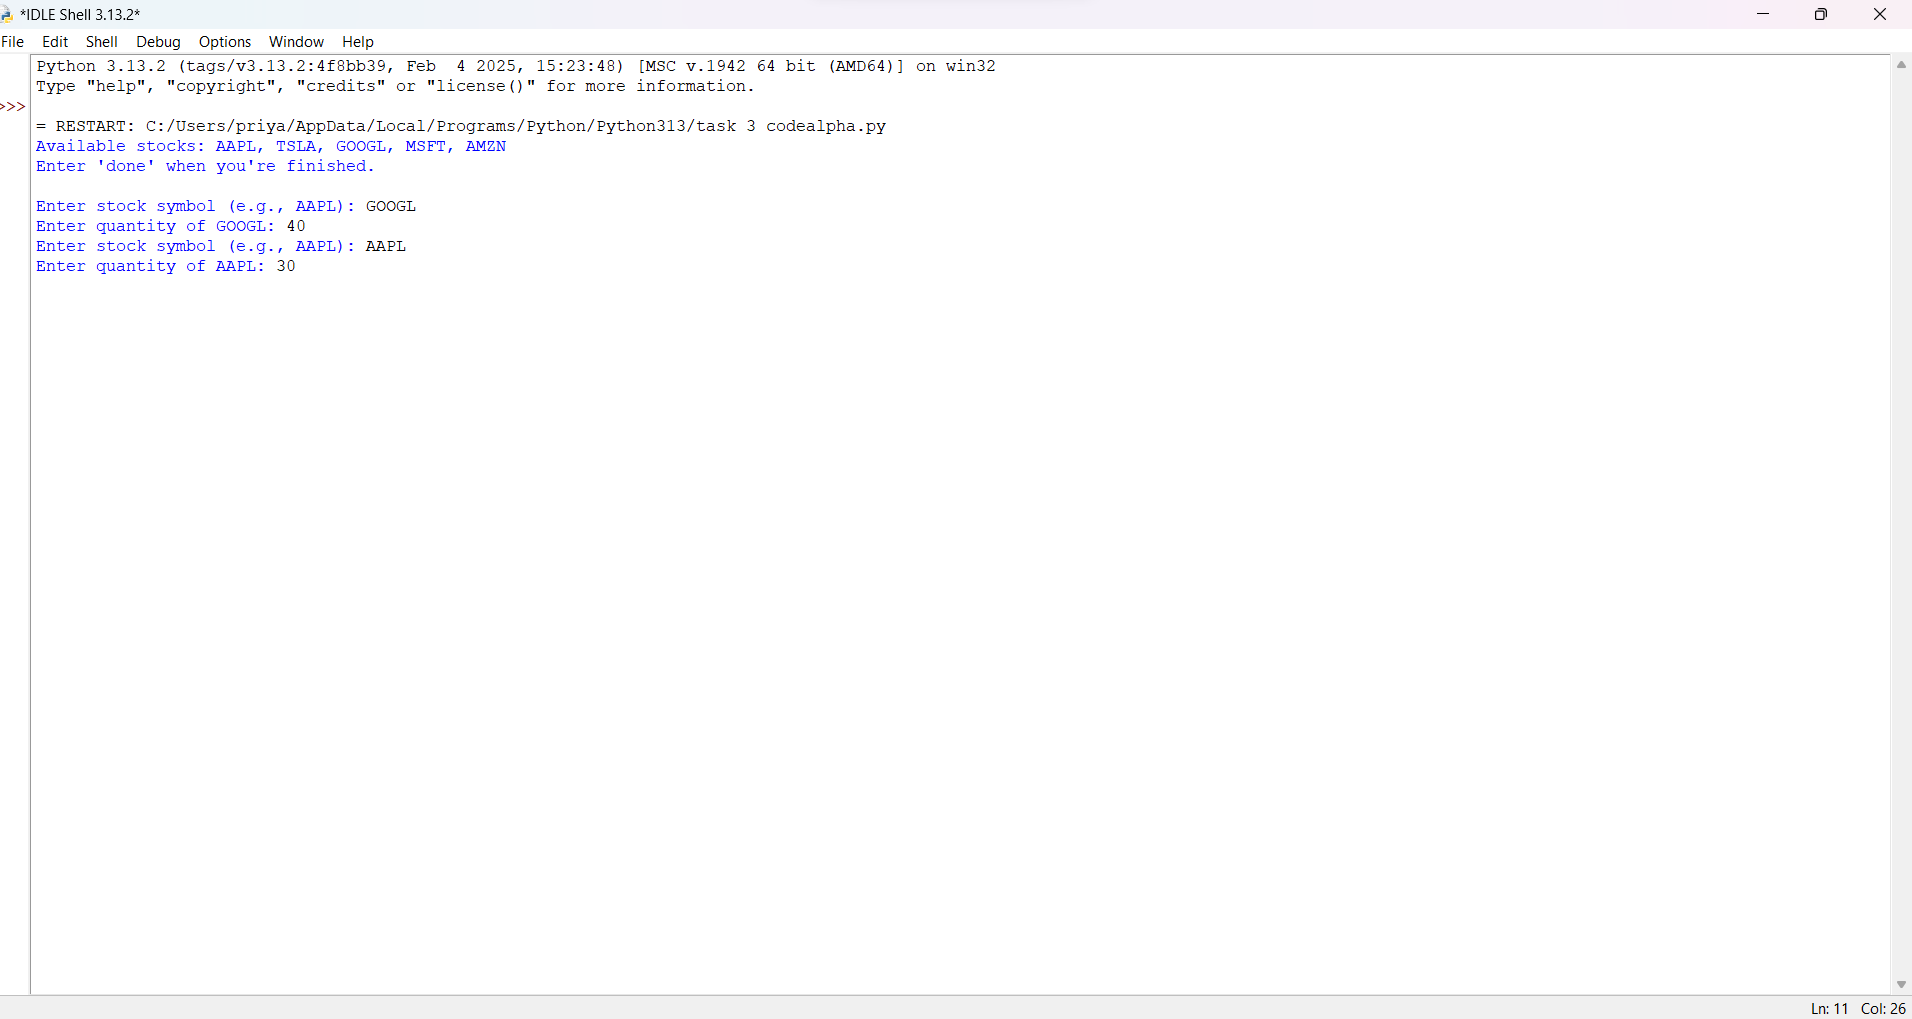 *IDLE Shell 3.13.2*
File Edit Shell Debug Options Window Help
Python 3.13.2 (tags/v3.13.2:4f8bb39, Feb  4 2025, 15:23:48) [MSC v.1942 64 bit (AMD64)] on win32
Type "help", "copyright", "credits" or "license()" for more information.
>>>
= RESTART: C:/Users/priya/AppData/Local/Programs/Python/Python313/task 3 codealpha.py
Available stocks: AAPL, TSLA, GOOGL, MSFT, AMZN
Enter 'done' when you're finished.
Enter stock symbol (e.g., AAPL): GOOGL
Enter quantity of GOOGL: 40
Enter stock symbol (e.g., AAPL): AAPL
Enter quantity of AAPL: 30
Ln: 11 Col: 26